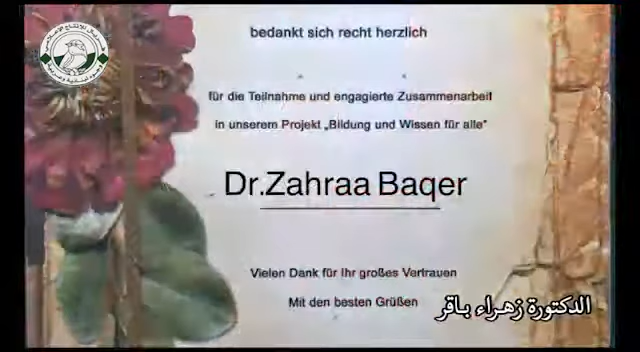 bedankt sich recht herzlich
für die Teilnahme und engagierte Zusammenarbeit
in unserem Projekt „Bildung und Wissen für alle"
Dr.Zahraa Baqer
Vielen Dank für Ihr großes Vertrauen
Mit den besten Grüßen
الدكتورة زهراء باقر